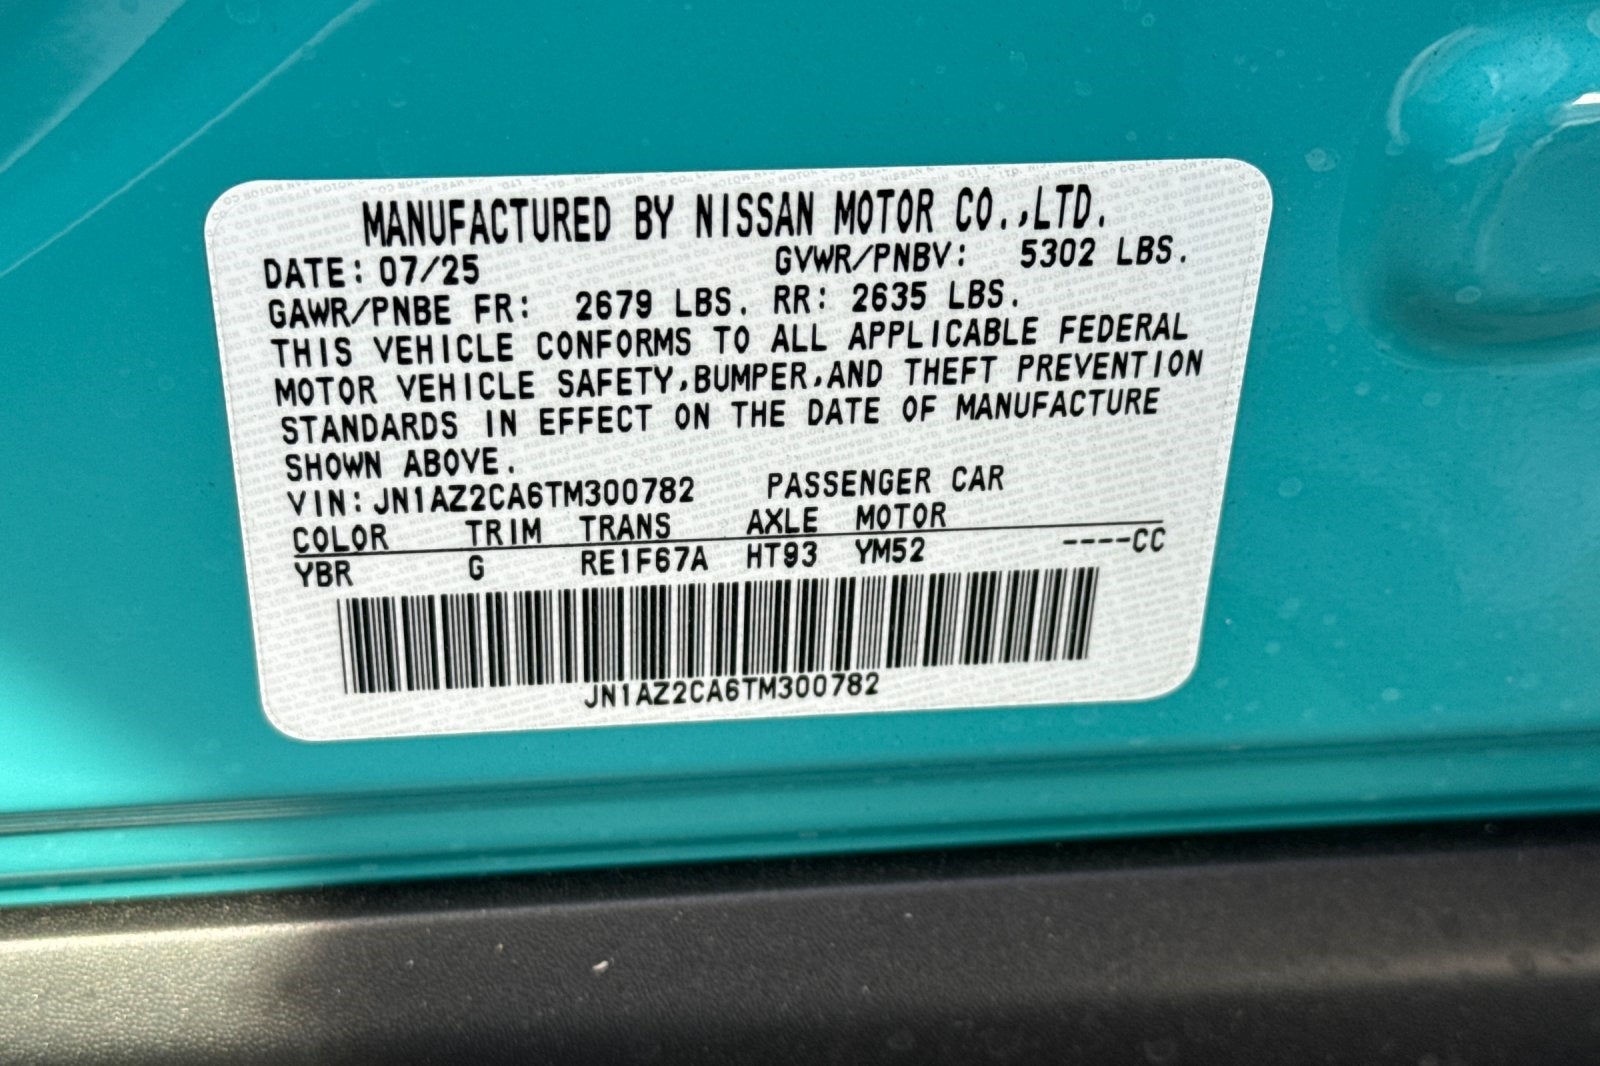 MANUFACTURED BY NISSAN MOTOR CO.,LTD.
DATE: 07/25 GVWR/PNBV: 5302 LBS.
GAWR/PNBE FR: 2679 LBS. RR: 2635 LBS.
THIS VEHICLE CONFORMS TO ALL APPLICABLE FEDERAL
MOTOR VEHICLE SAFETY,BUMPER,AND THEFT PREVENTION
STANDARDS IN EFFECT ON THE DATE OF MANUFACTURE
SHOWN ABOVE.
VIN: JN1AZ2CA6TM300782 PASSENGER CAR
COLOR TRIM TRANS AXLE MOTOR
YBR G RE1F67A HT93 YM52 ----CC
JN1AZ2CA6TM300782